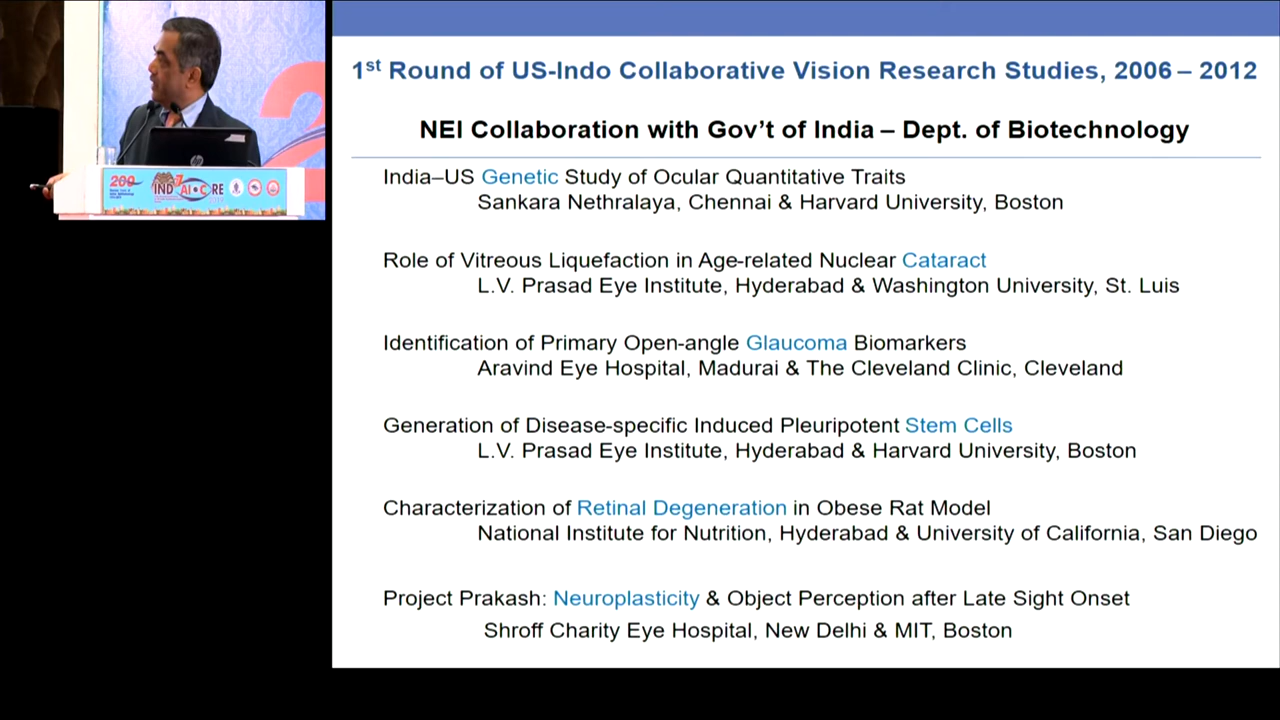 1st Round of US-Indo Collaborative Vision Research Studies, 2006 – 2012
NEI Collaboration with Gov't of India – Dept. of Biotechnology
India–US Genetic Study of Ocular Quantitative Traits
Sankara Nethralaya, Chennai & Harvard University, Boston
Role of Vitreous Liquefaction in Age-related Nuclear Cataract
L.V. Prasad Eye Institute, Hyderabad & Washington University, St. Luis
Identification of Primary Open-angle Glaucoma Biomarkers
Aravind Eye Hospital, Madurai & The Cleveland Clinic, Cleveland
Generation of Disease-specific Induced Pleuripotent Stem Cells
L.V. Prasad Eye Institute, Hyderabad & Harvard University, Boston
Characterization of Retinal Degeneration in Obese Rat Model
National Institute for Nutrition, Hyderabad & University of California, San Diego
Project Prakash: Neuroplasticity & Object Perception after Late Sight Onset
Shroff Charity Eye Hospital, New Delhi & MIT, Boston
200
IND AI CORE
hp